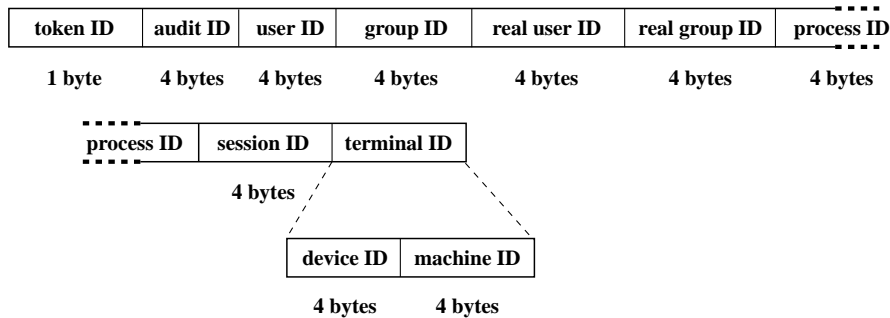 token ID audit ID user ID group ID real user ID real group ID process ID
1 byte 4 bytes 4 bytes 4 bytes 4 bytes 4 bytes 4 bytes
process ID session ID terminal ID
4 bytes
device ID machine ID
4 bytes 4 bytes